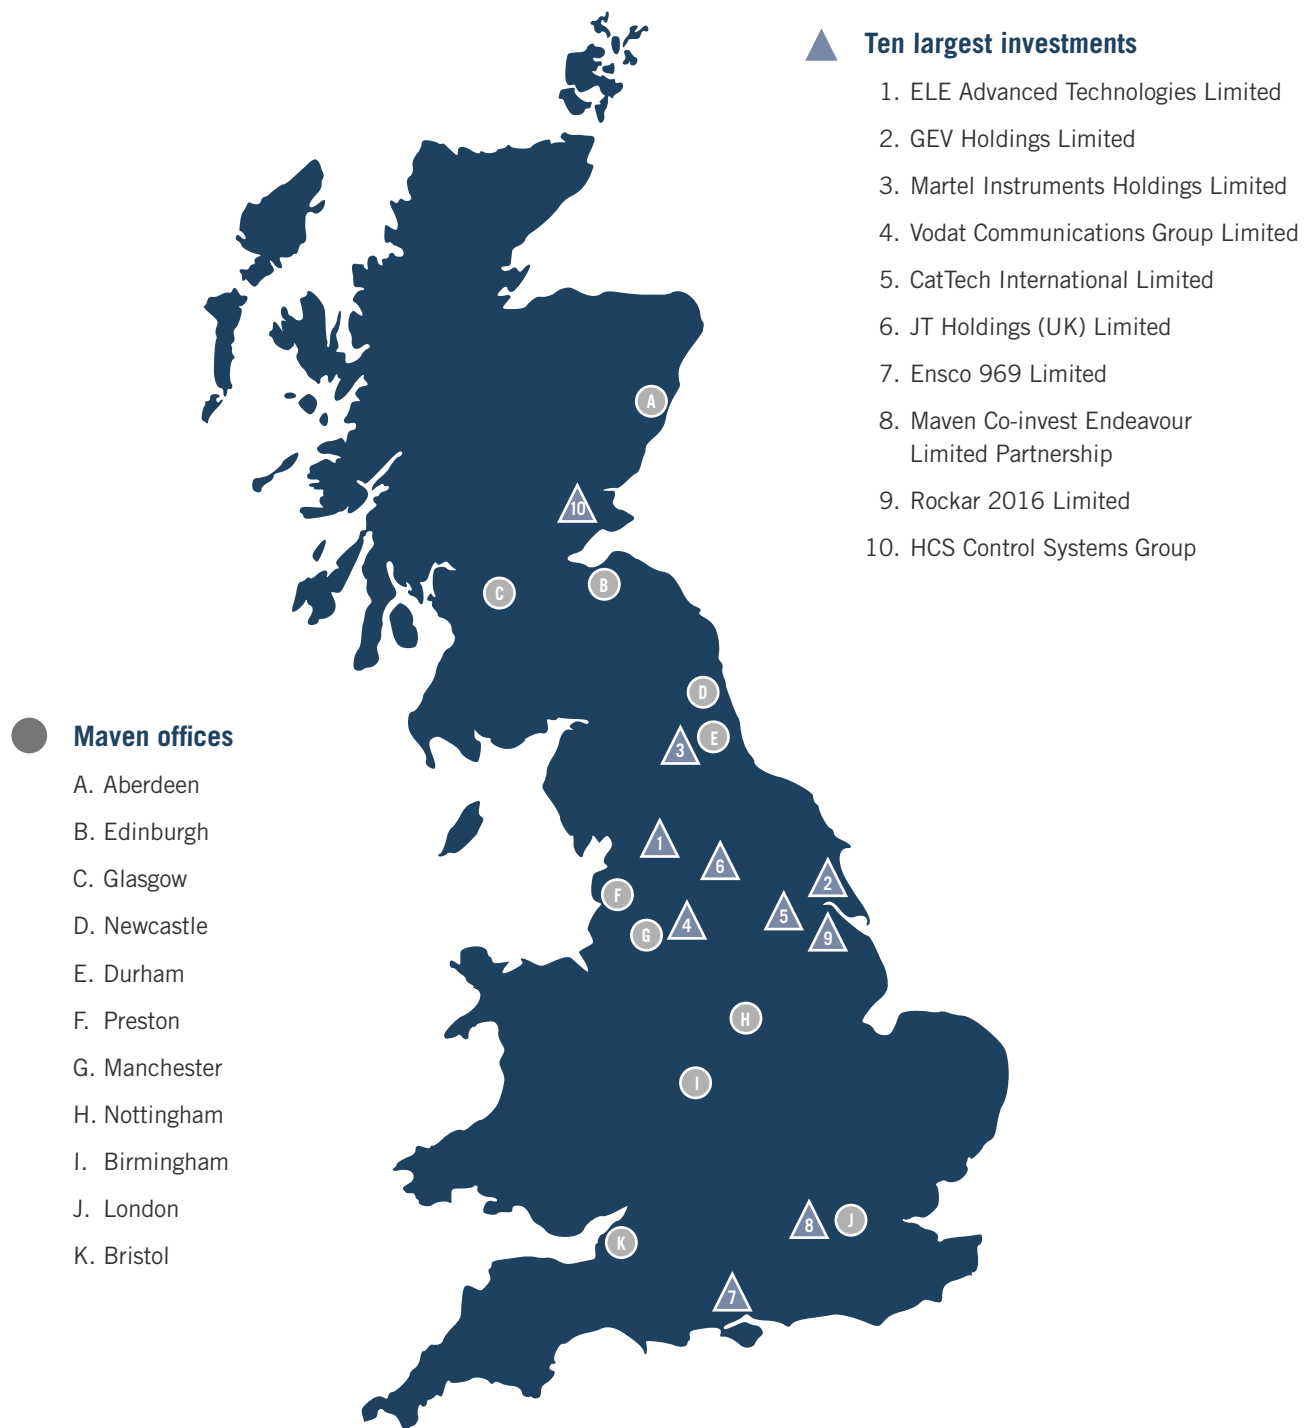 Ten largest investments
1. ELE Advanced Technologies Limited
2. GEV Holdings Limited
3. Martel Instruments Holdings Limited
4. Vodat Communications Group Limited
5. CatTech International Limited
6. JT Holdings (UK) Limited
7. Ensco 969 Limited
8. Maven Co-invest Endeavour
Limited Partnership
9. Rockar 2016 Limited
10. HCS Control Systems Group
A
10
B
C
D
E
3
1
6
2
F
5
4
9
G
H
I
8
J
K
7
Maven offices
A. Aberdeen
B. Edinburgh
C. Glasgow
D. Newcastle
E. Durham
F. Preston
G. Manchester
H. Nottingham
I. Birmingham
J. London
K. Bristol